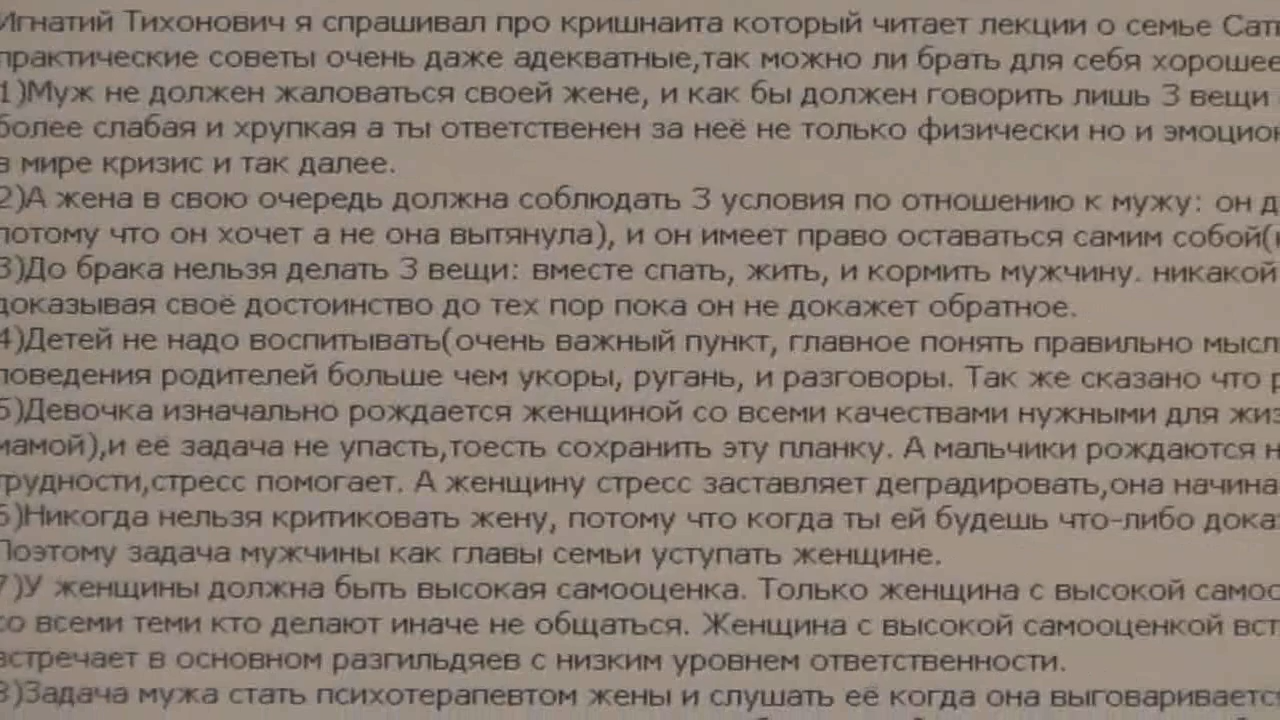 Игнатий Тихонович я спрашивал про кришнаита который читает лекции о семье
практические советы очень даже адекватные,так можно ли брать для себя хорошее
1)Муж не должен жаловаться своей жене, и как бы должен говорить лишь 3 вещи
более слабая и хрупкая а ты ответственен за неё не только физически но и
в мире кризис и так далее.
2)А жена в свою очередь должна соблюдать 3 условия по отношению к мужу: он
потому что он хочет а не она вытянула), и он имеет право оставаться самим собой(
3)До брака нельзя делать 3 вещи: вместе спать, жить, и кормить мужчину. никакой
доказывая своё достоинство до тех пор пока он не докажет обратное.
4)Детей не надо воспитывать(очень важный пункт, главное понять правильно
поведения родителей больше чем укоры, ругань, и разговоры. Так же сказано что
5)Девочка изначально рождается женщиной со всеми качествами нужными для
мамой),и её задача не упасть,тоесть сохранить эту планку. А мальчики рождаются
трудности,стресс помогает. А женщину стресс заставляет деградировать,она
6)Никогда нельзя критиковать жену, потому что когда ты ей будешь что-либо
Поэтому задача мужчины как главы семьи уступать женщине.
7)У женщины должна быть высокая самооценка. Только женщина с высокой
со всеми теми кто делают иначе не общаться. Женщина с высокой самооценкой
встречает в основном разгильдяев с низким уровнем ответственности.
8)Задача мужа стать психотерапевтом жены и слушать её когда она выговаривается